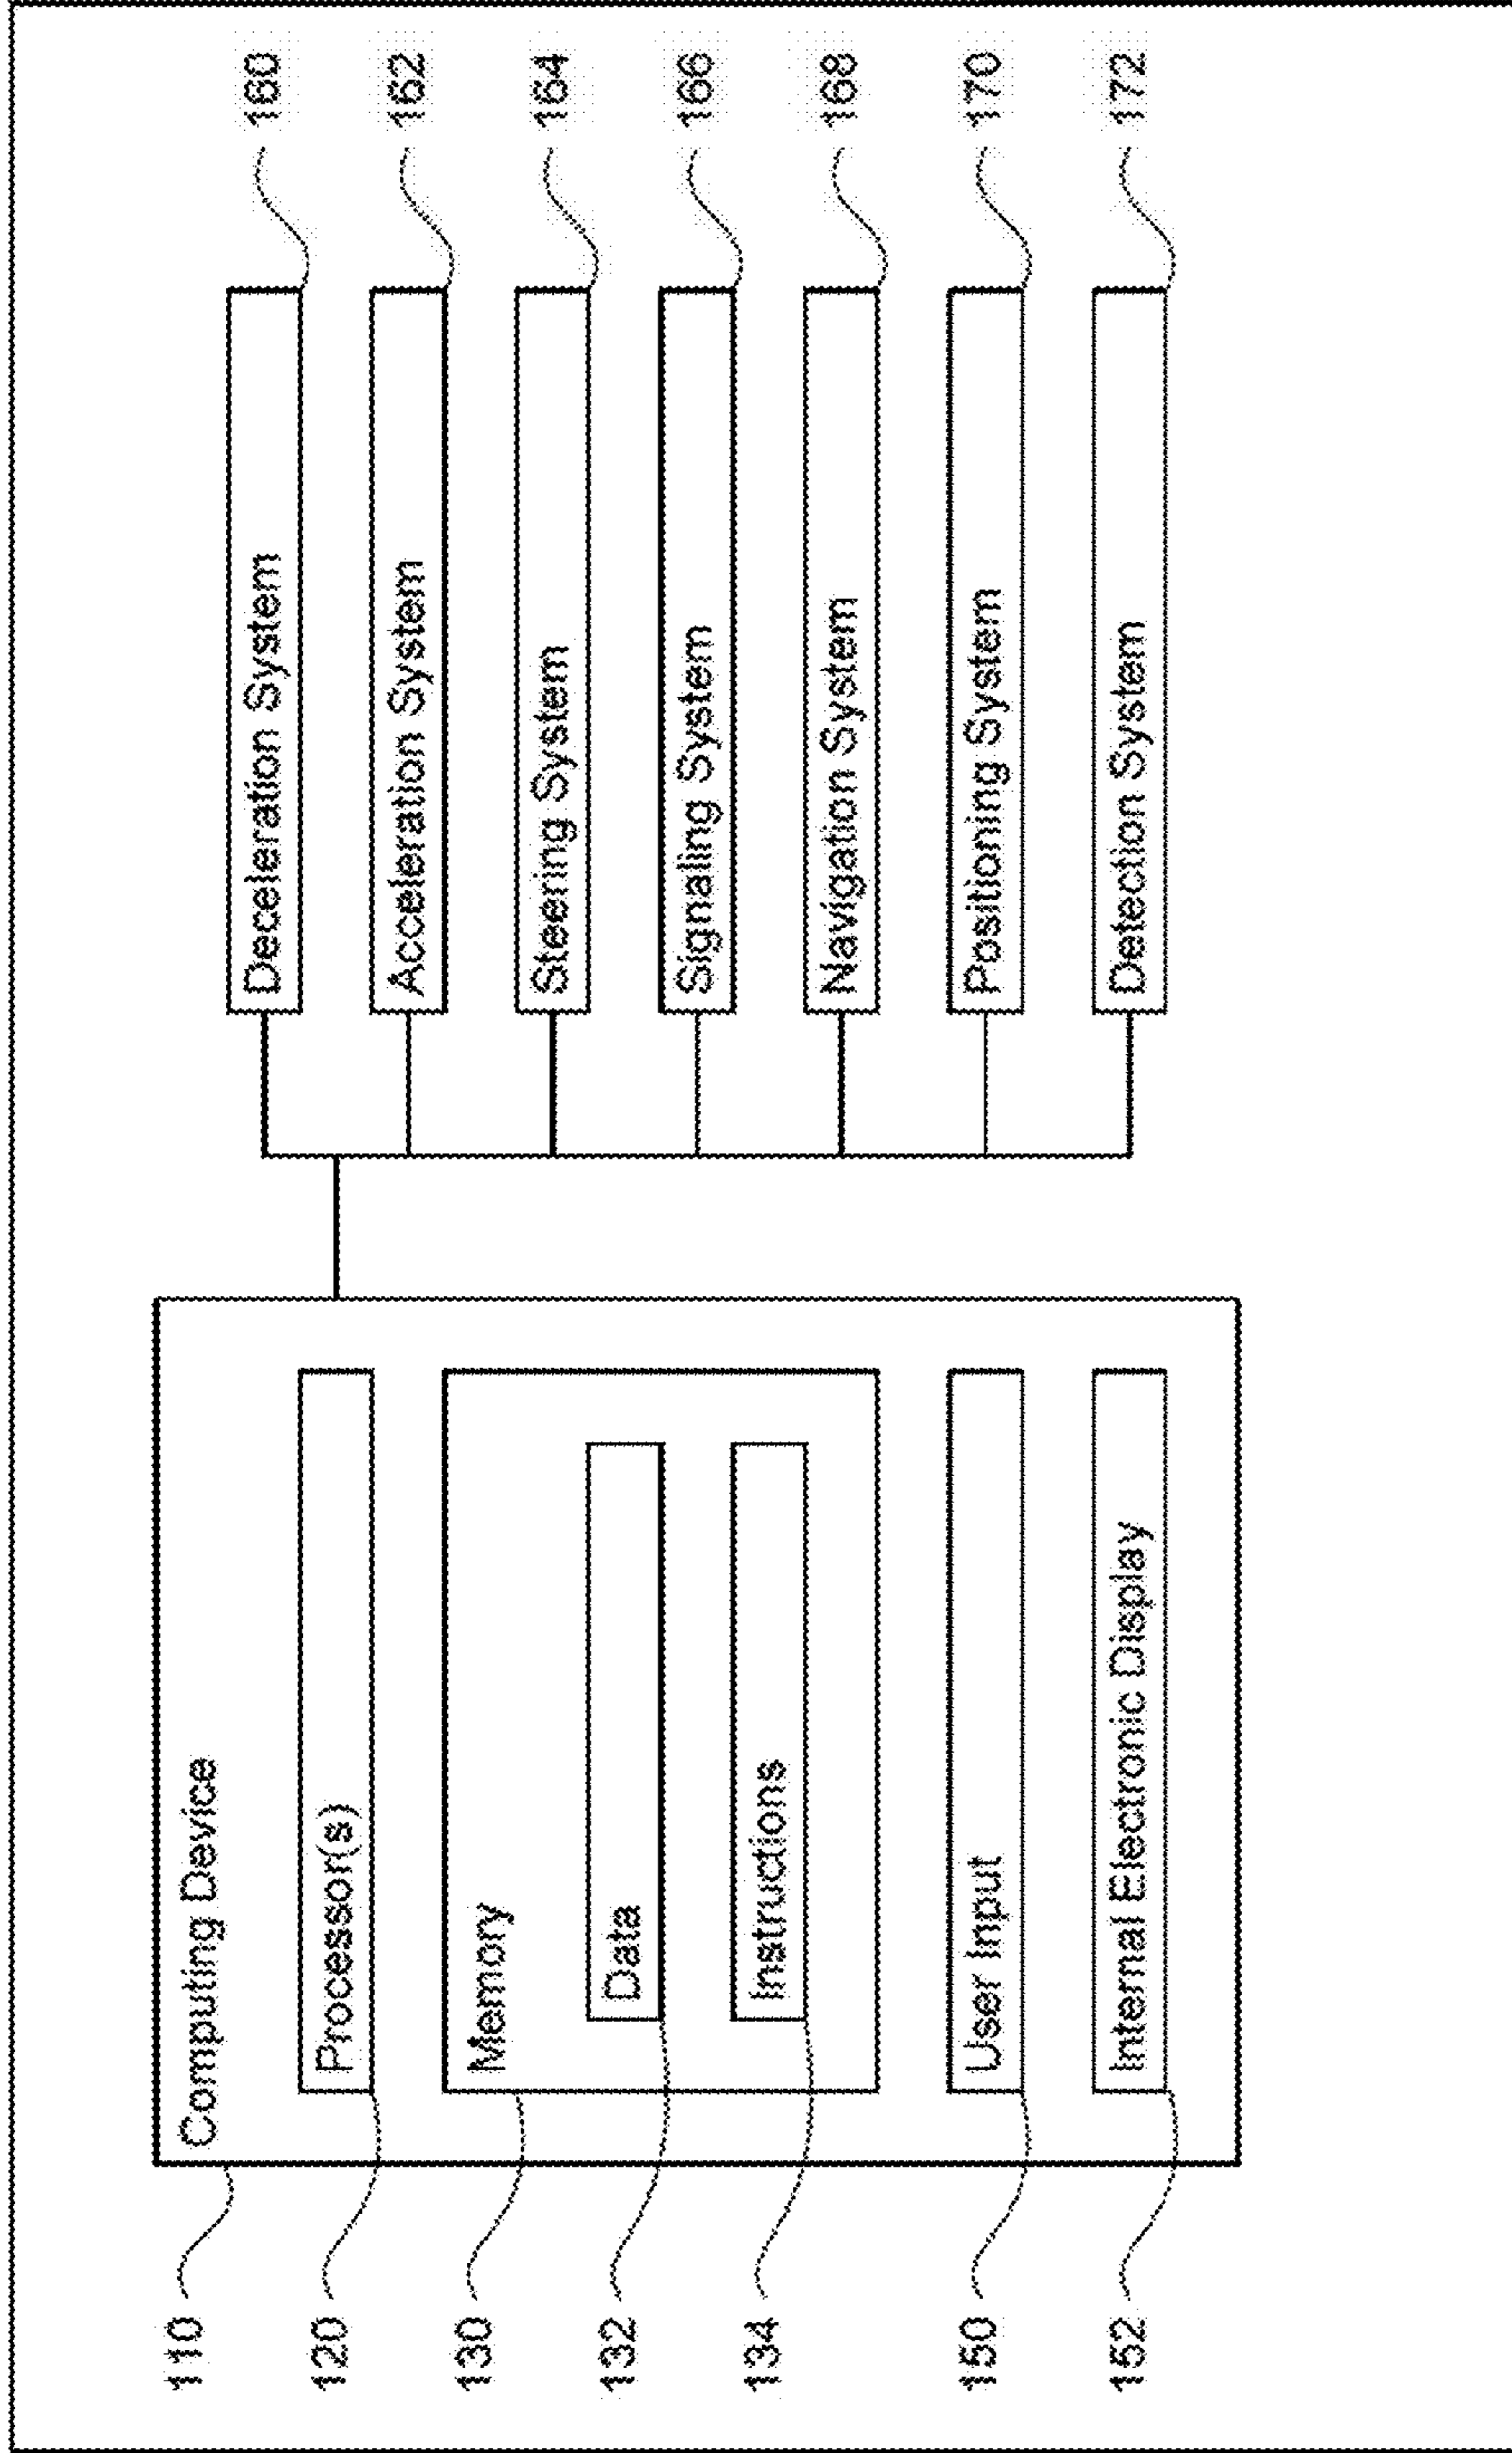 110
Computing Device
120
Processor(s)
130
Memory
132
Data
134
Instructions
150
User Input
152
Internal Electronic Display
Deceleration System
160
Acceleration System
162
Steering System
164
Signaling System
166
Navigation System
168
Positioning System
170
Detection System
172